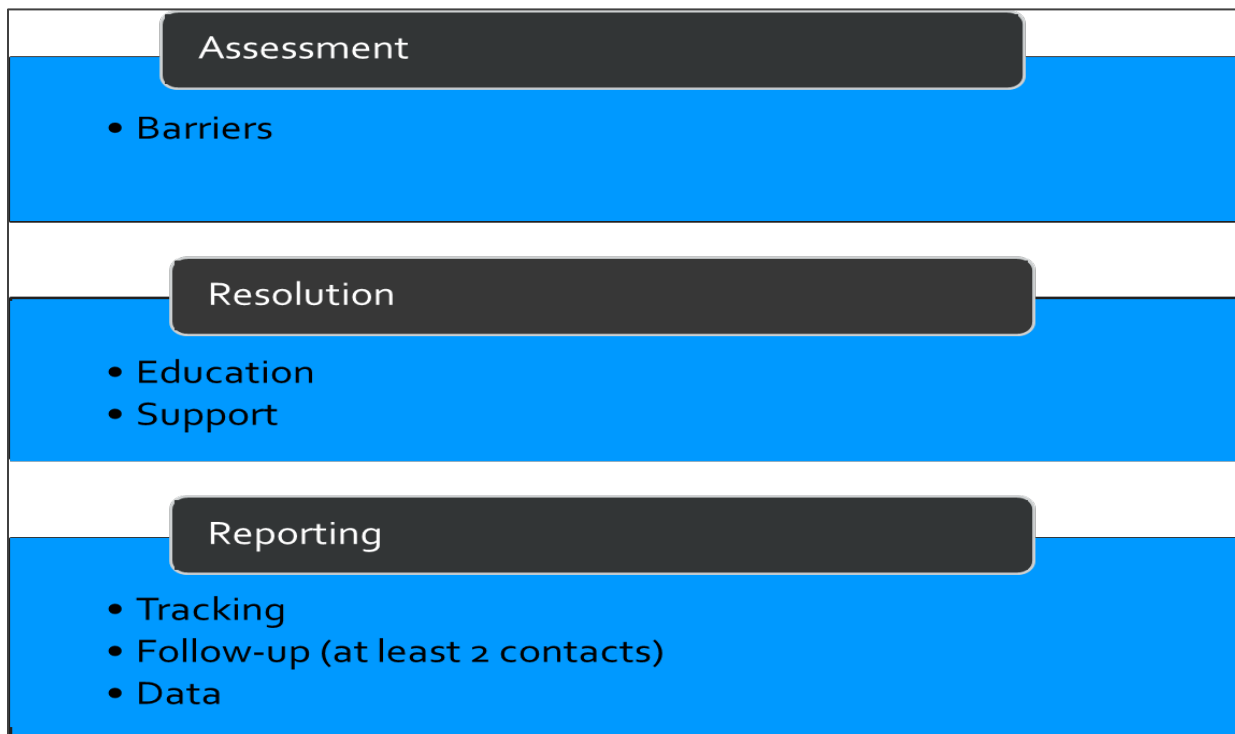 Assessment
• Barriers
Resolution
• Education
• Support
Reporting
• Tracking
• Follow-up (at least 2 contacts)
• Data